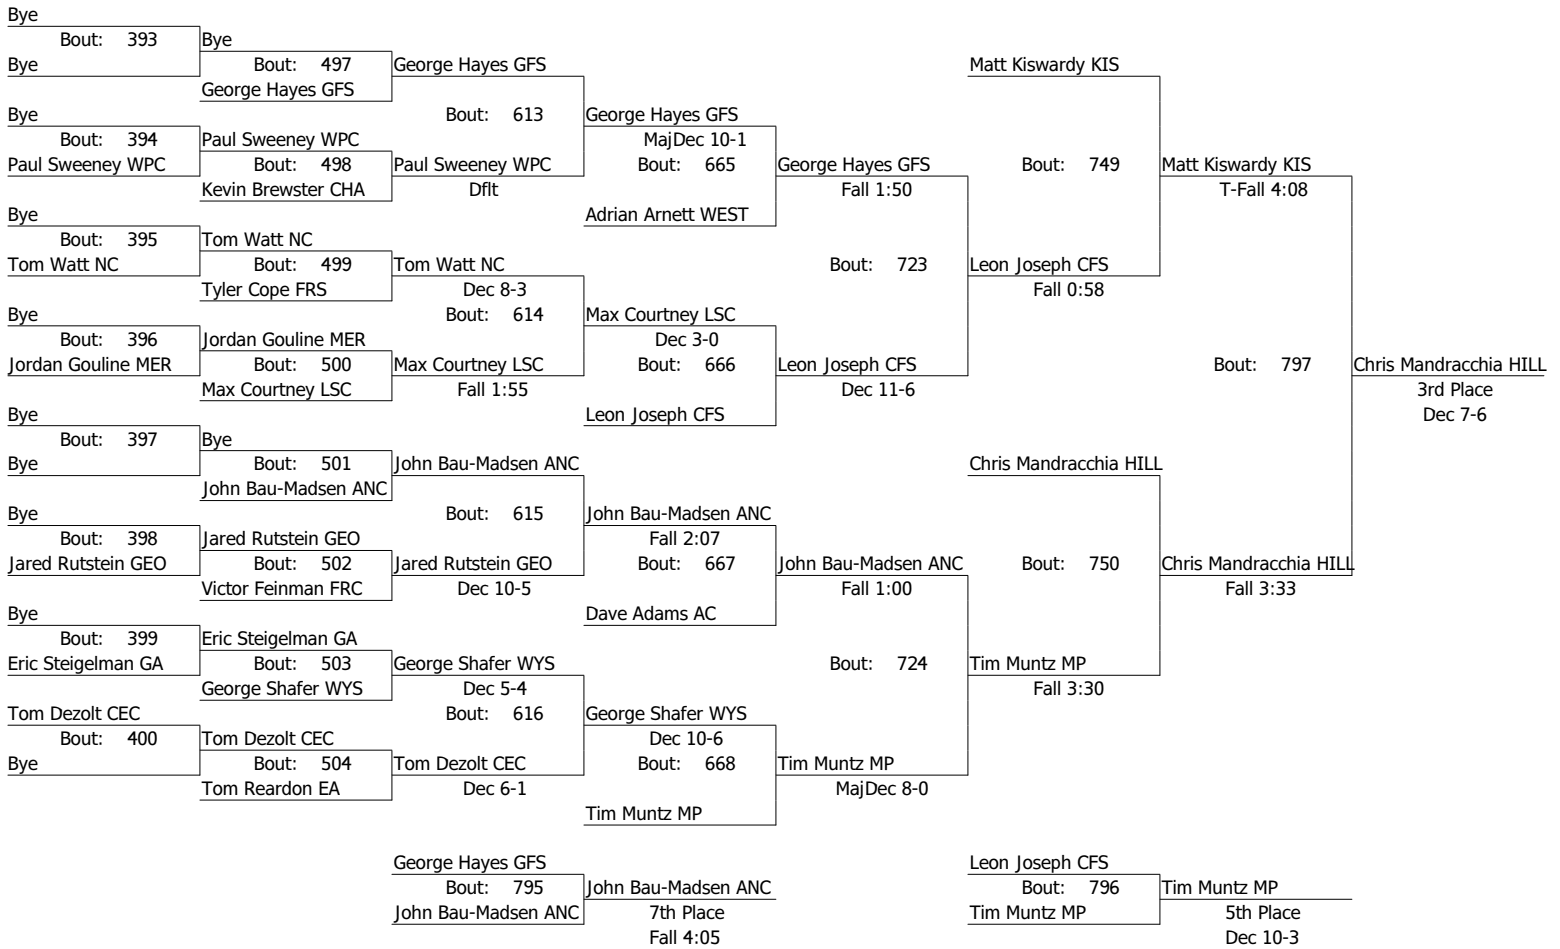 Bye
Bout: 393
Bye
Bye
Bout: 497
George Hayes GFS
George Hayes GFS
Bye
Bout: 394
Paul Sweeney WPC
Paul Sweeney WPC
Bout: 498
Kevin Brewster CHA
Paul Sweeney WPC
Dflt
Bout: 613
George Hayes GFS
MajDec 10-1
Bout: 665
Adrian Arnett WEST
George Hayes GFS
Fall 1:50
Bye
Bout: 395
Tom Watt NC
Tom Watt NC
Bout: 499
Tyler Cope FRS
Tom Watt NC
Dec 8-3
Bye
Bout: 396
Jordan Gouline MER
Jordan Gouline MER
Bout: 500
Max Courtney LSC
Max Courtney LSC
Fall 1:55
Bout: 614
Max Courtney LSC
Dec 3-0
Bout: 666
Leon Joseph CFS
Leon Joseph CFS
Dec 11-6
Bout: 723
Leon Joseph CFS
Fall 0:58
Matt Kiswardy KIS
Bout: 749
Matt Kiswardy KIS
T-Fall 4:08
Bye
Bout: 397
Bye
Bye
Bout: 501
John Bau-Madsen ANC
John Bau-Madsen ANC
Bye
Bout: 398
Jared Rutstein GEO
Jared Rutstein GEO
Bout: 502
Victor Feinman FRC
Jared Rutstein GEO
Dec 10-5
Bout: 615
John Bau-Madsen ANC
Fall 2:07
Bout: 667
Dave Adams AC
John Bau-Madsen ANC
Fall 1:00
Bye
Bout: 399
Eric Steigelman GA
Eric Steigelman GA
Bout: 503
George Shafer WYS
George Shafer WYS
Dec 5-4
Tom Dezolt CEC
Bout: 400
Bye
Tom Dezolt CEC
Bout: 504
Tom Reardon EA
Tom Dezolt CEC
Dec 6-1
Bout: 616
George Shafer WYS
Dec 10-6
Bout: 668
Tim Muntz MP
Tim Muntz MP
MajDec 8-0
Bout: 724
Tim Muntz MP
Fall 3:30
Chris Mandracchia HILL
Bout: 750
Chris Mandracchia HILL
Fall 3:33
Bout: 797
Chris Mandracchia HILL
3rd Place
Dec 7-6
George Hayes GFS
Bout: 795
John Bau-Madsen ANC
John Bau-Madsen ANC
7th Place
Fall 4:05
Leon Joseph CFS
Bout: 796
Tim Muntz MP
Tim Muntz MP
5th Place
Dec 10-3